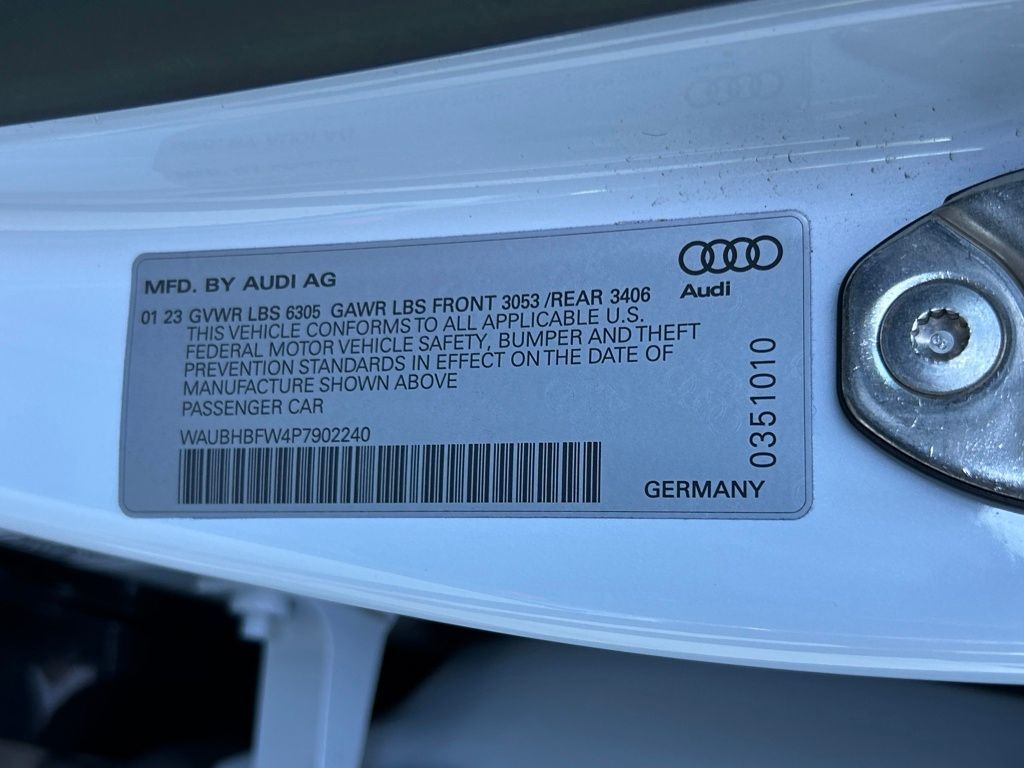 MFD. BY AUDI AG
Audi
01 23 GVWR LBS 6305 GAWR LBS FRONT 3053 /REAR 3406
THIS VEHICLE CONFORMS TO ALL APPLICABLE U.S.
FEDERAL MOTOR VEHICLE SAFETY, BUMPER AND THEFT
PREVENTION STANDARDS IN EFFECT ON THE DATE OF
MANUFACTURE SHOWN ABOVE
PASSENGER CAR
WAUBHBFW4P7902240
0351010
GERMANY